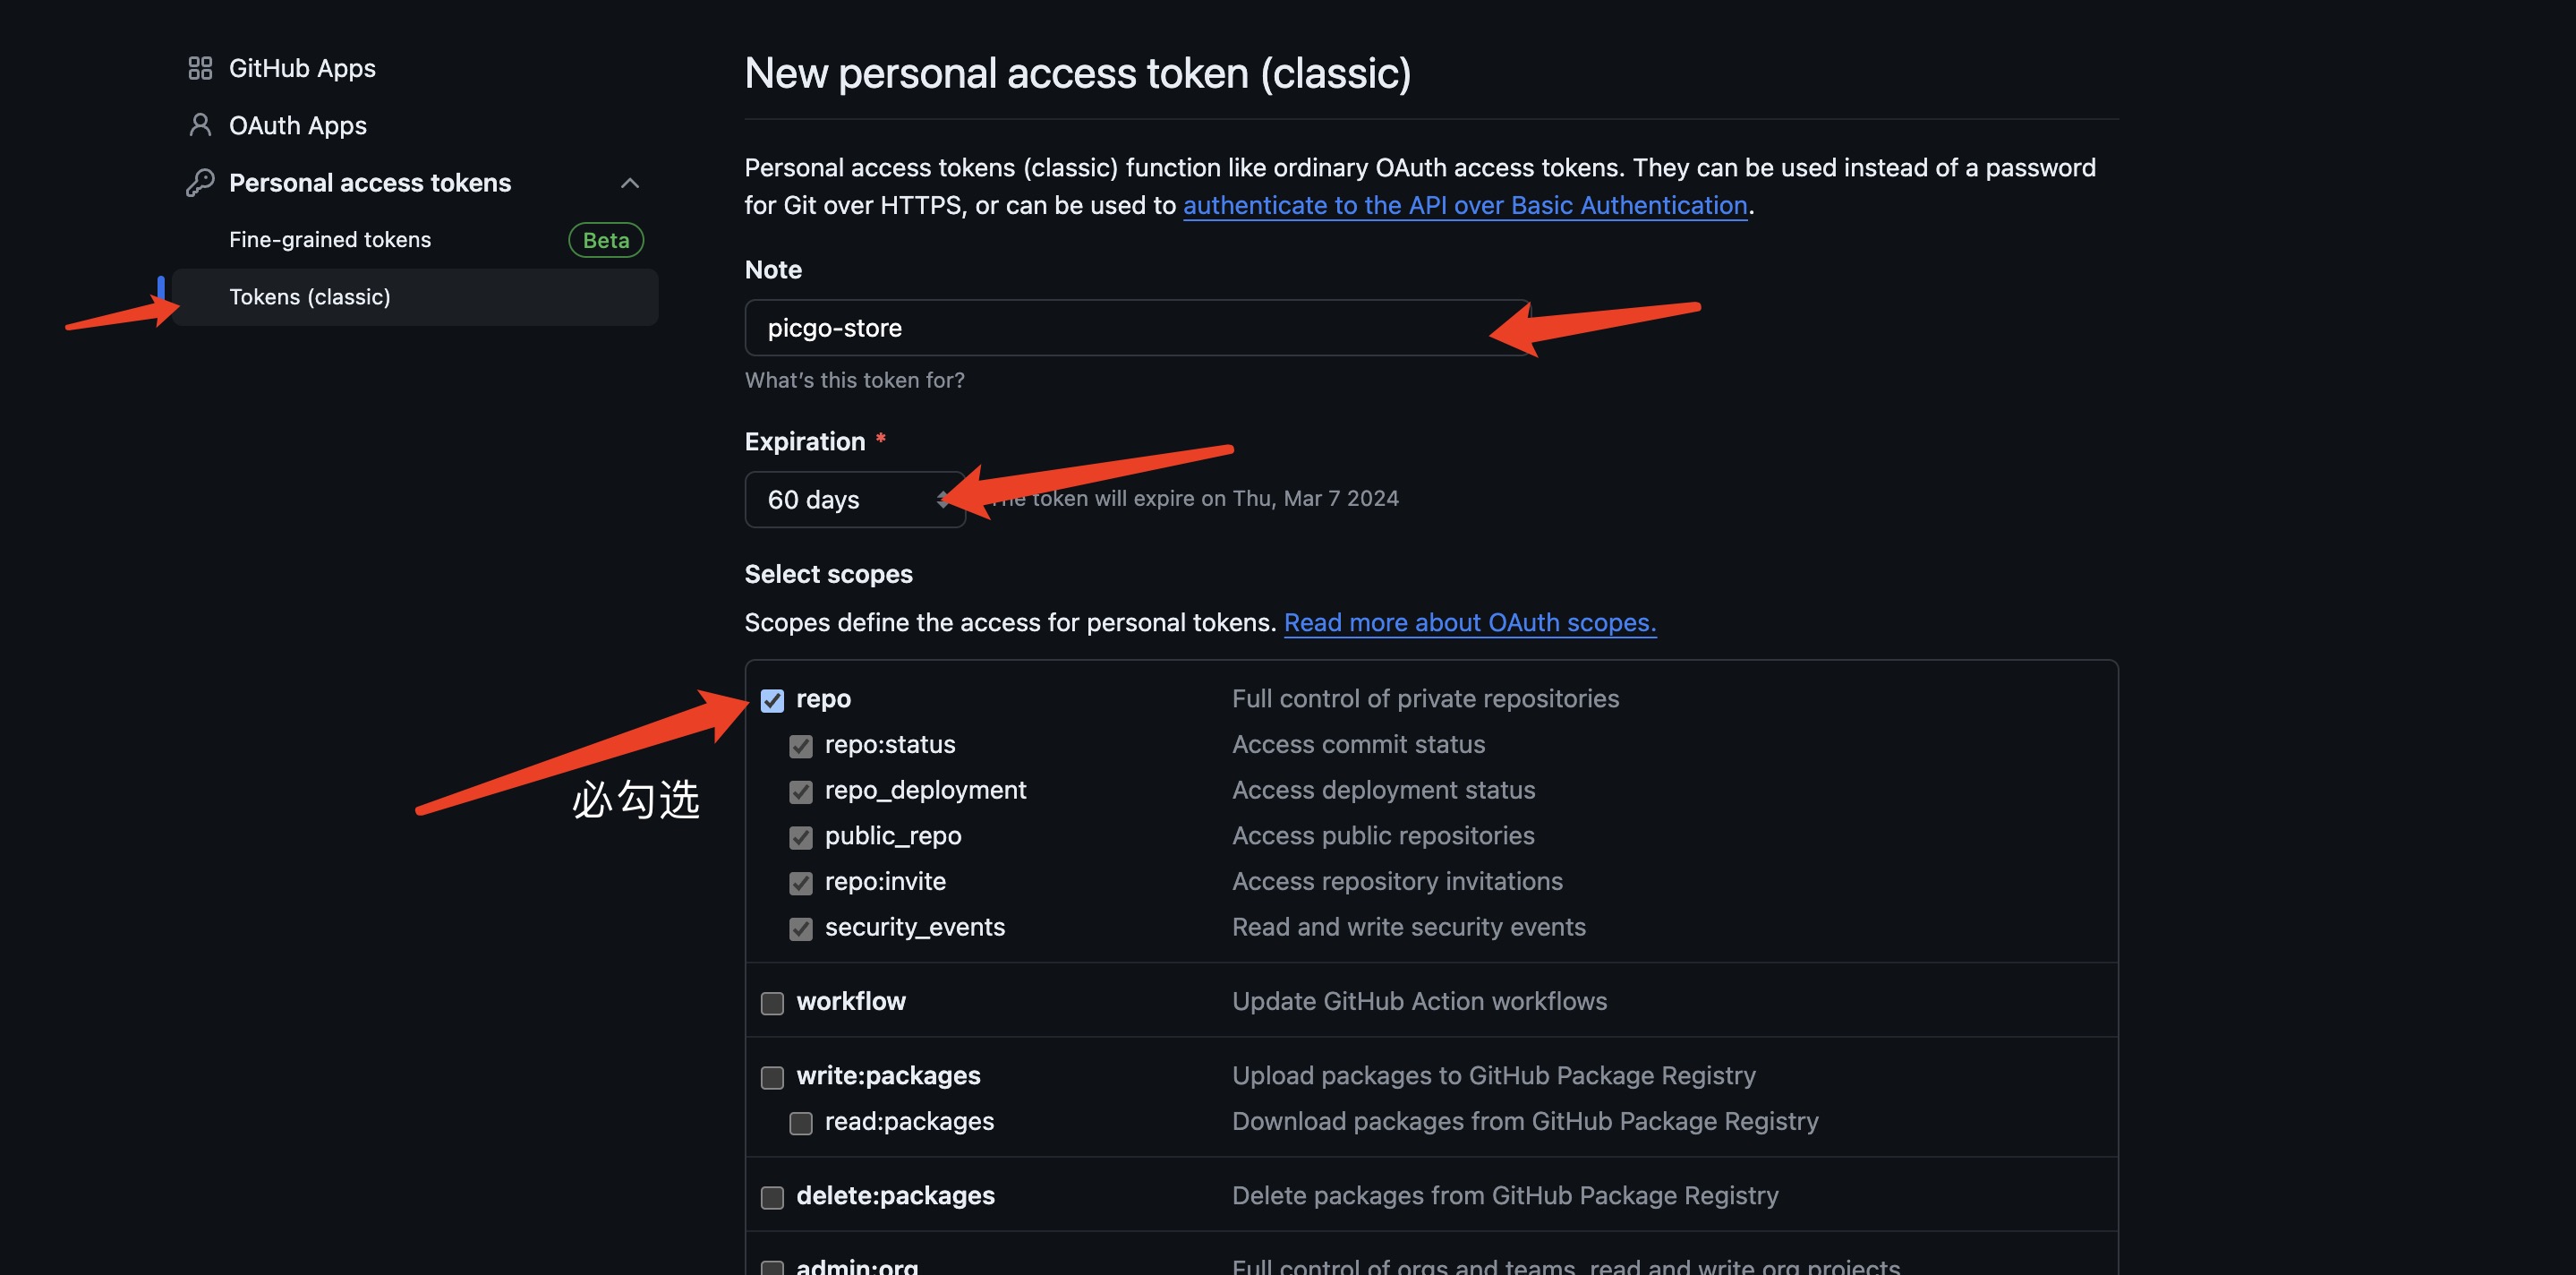 GitHub Apps
OAuth Apps
Personal access tokens
Fine-grained tokens Beta
Tokens (classic)
New personal access token (classic)
Personal access tokens (classic) function like ordinary OAuth access tokens. They can be used instead of a password
for Git over HTTPS, or can be used to authenticate to the API over Basic Authentication.
Note
picgo-store
What's this token for?
Expiration *
60 days
The token will expire on Thu, Mar 7 2024
Select scopes
Scopes define the access for personal tokens. Read more about OAuth scopes.
必勾选
repo Full control of private repositories
repo:status Access commit status
repo_deployment Access deployment status
public_repo Access public repositories
repo:invite Access repository invitations
security_events Read and write security events
workflow Update GitHub Action workflows
write:packages Upload packages to GitHub Package Registry
read:packages Download packages from GitHub Package Registry
delete:packages Delete packages from GitHub Package Registry
admin:org Full control of orgs and teams, read and write org projects